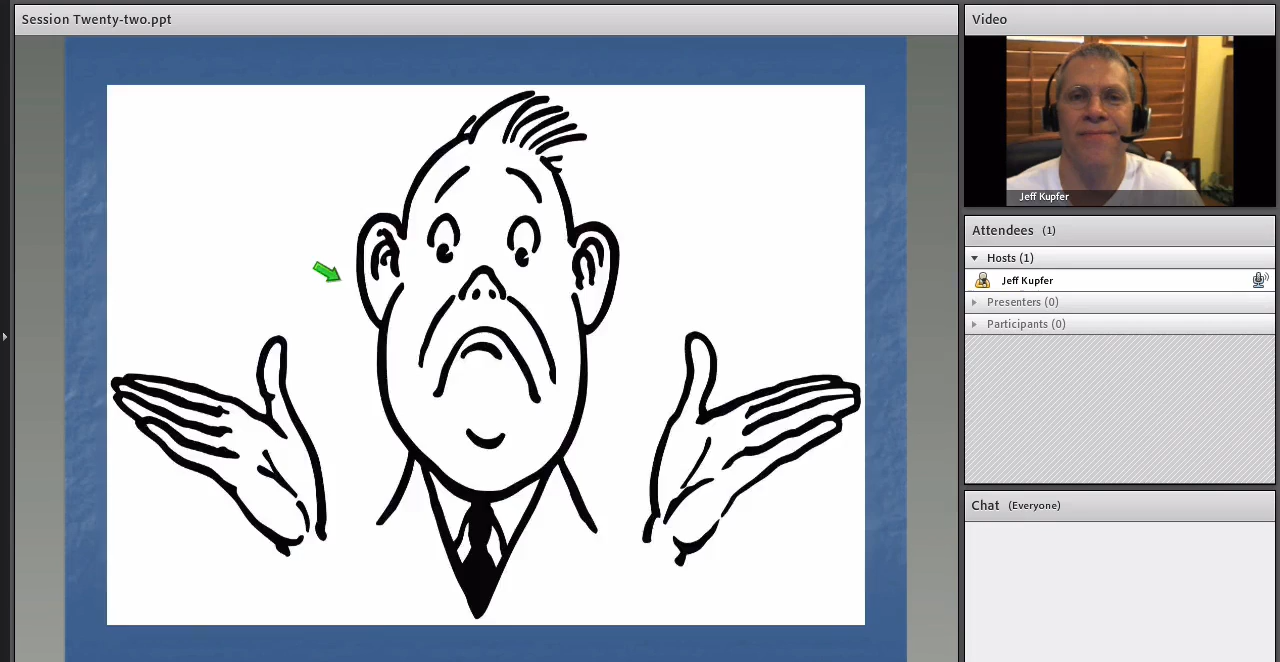 Session Twenty-two.ppt
Video
Jeff Kupfer
Attendees (1)
Hosts (1)
Jeff Kupfer
Presenters (0)
Participants (0)
Chat (Everyone)